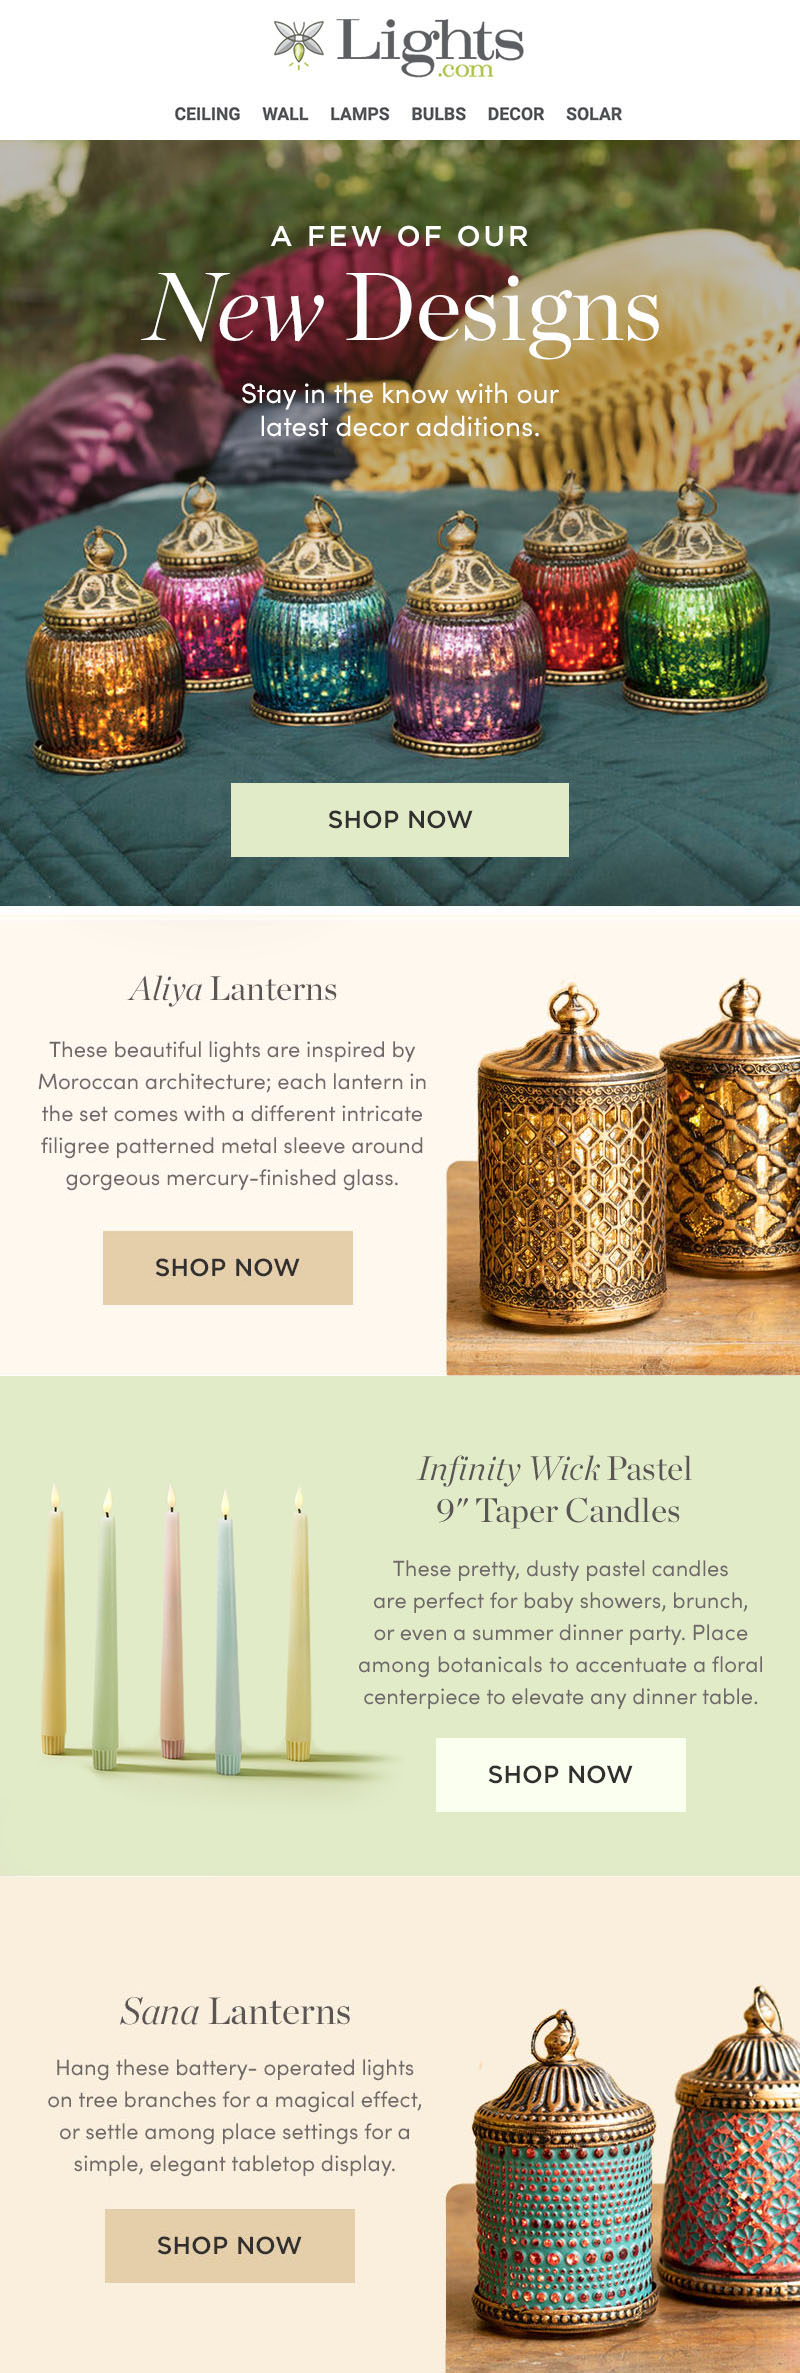 Lights
.com
CEILING WALL LAMPS BULBS DECOR SOLAR
A FEW OF OUR
New Designs
Stay in the know with our
latest decor additions.
SHOP NOW
Aliya Lanterns
These beautiful lights are inspired by
Moroccan architecture; each lantern in
the set comes with a different intricate
filigree patterned metal sleeve around
gorgeous mercury-finished glass.
SHOP NOW
Infinity Wick Pastel
9" Taper Candles
These pretty, dusty pastel candles
are perfect for baby showers, brunch,
or even a summer dinner party. Place
among botanicals to accentuate a floral
centerpiece to elevate any dinner table.
SHOP NOW
Sana Lanterns
Hang these battery- operated lights
on tree branches for a magical effect,
or settle among place settings for a
simple, elegant tabletop display.
SHOP NOW